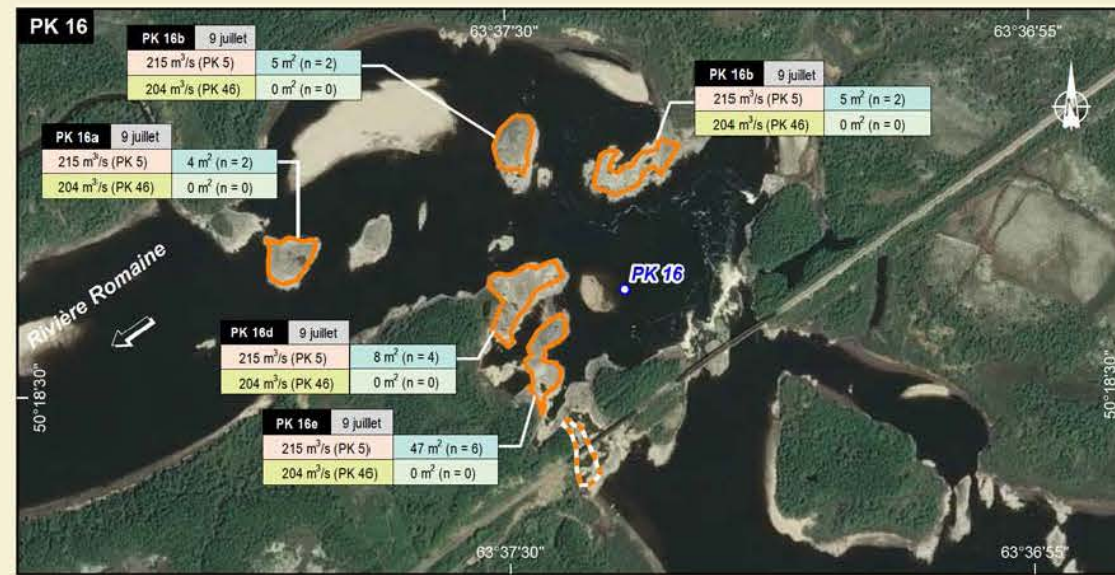 PK 16
63°37'30"
63°36'55"
PK 16b 9 juillet
215 m³/s (PK 5) 5 m² (n = 2)
204 m³/s (PK 46) 0 m² (n = 0)
PK 16b 9 juillet
215 m³/s (PK 5) 5 m² (n = 2)
204 m³/s (PK 46) 0 m² (n = 0)
PK 16a 9 juillet
215 m³/s (PK 5) 4 m² (n = 2)
204 m³/s (PK 46) 0 m² (n = 0)
Rivière Romaine
PK 16
PK 16d 9 juillet
215 m³/s (PK 5) 8 m² (n = 4)
204 m³/s (PK 46) 0 m² (n = 0)
PK 16e 9 juillet
215 m³/s (PK 5) 47 m² (n = 6)
204 m³/s (PK 46) 0 m² (n = 0)
50°18'30"
50°18'30"
63°37'30"
63°36'55"